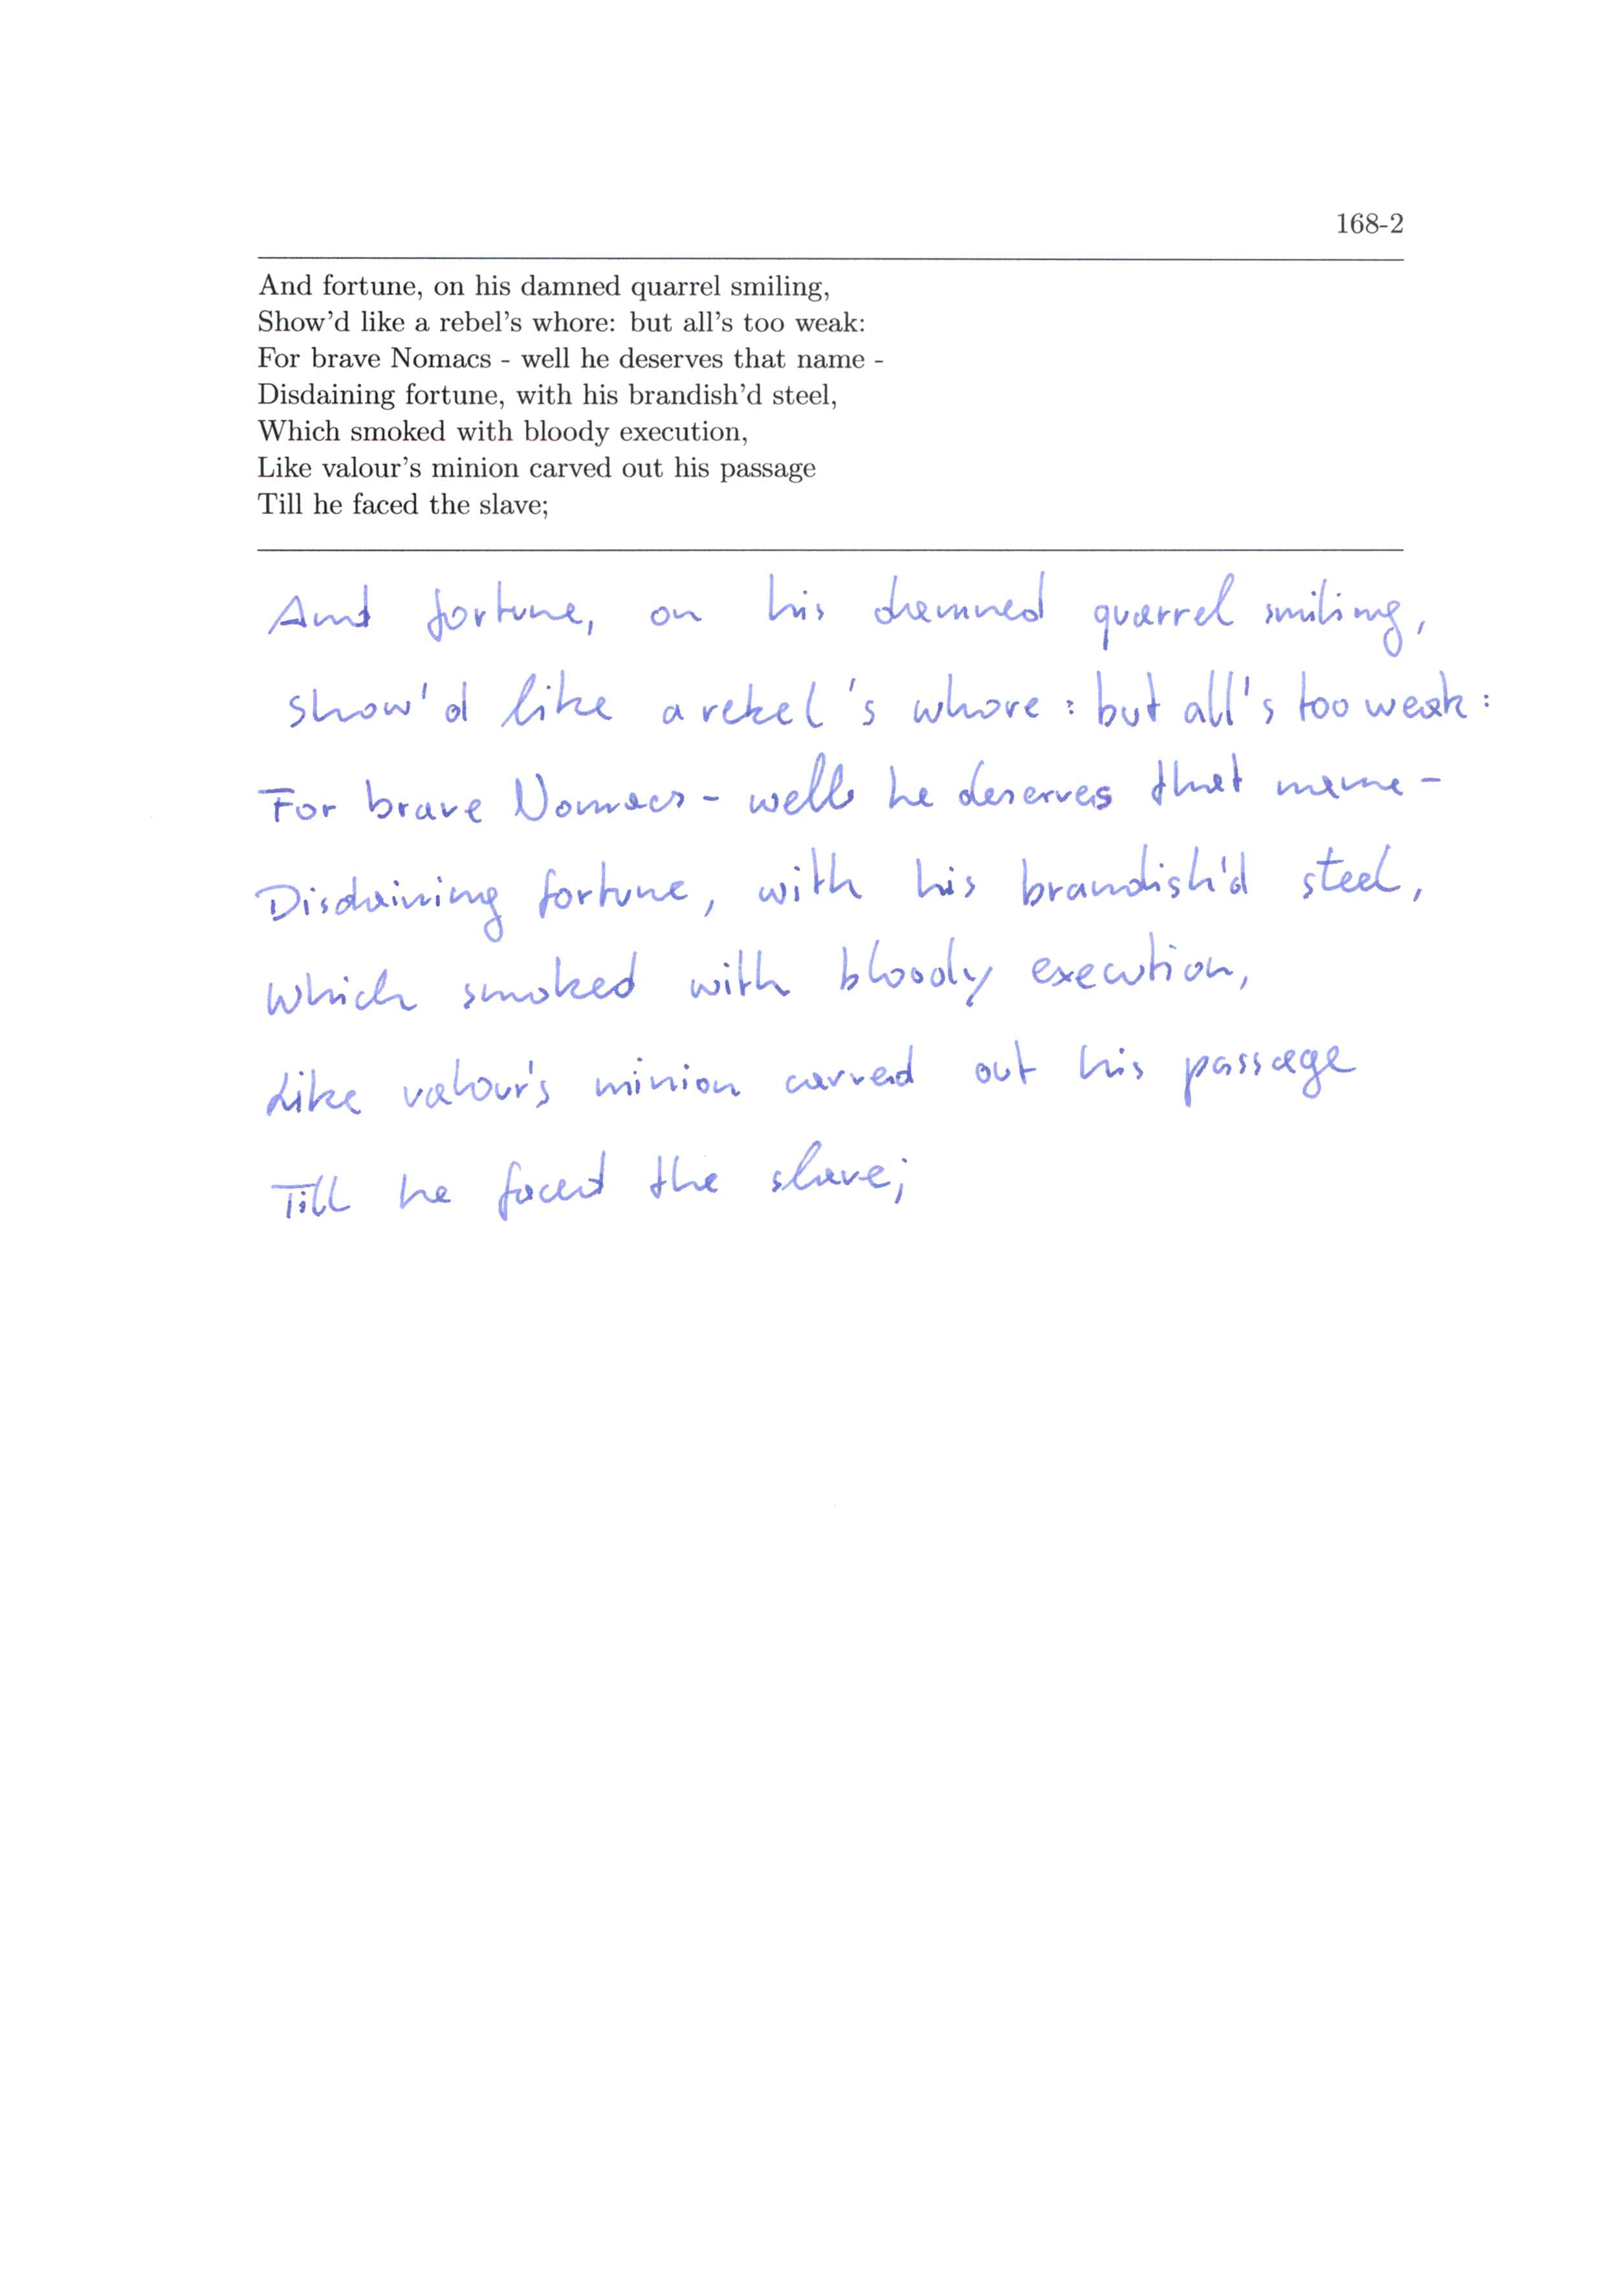 168-2
And fortune, on his damned quarrel smiling,
Show'd like a rebel's whore: but all's too weak:
For brave Nomacs - well he deserves that name -
Disdaining fortune, with his brandish'd steel,
Which smoked with bloody execution,
Like valour's minion carved out his passage
Till he faced the slave;
And fortune, on his damned quarrel smiling,
show'd like a rebel's whore: but all's too weak:
For brave Nomacs - well he deserves that name -
Disdaining fortune, with his brandish'd steel,
which smoked with bloody execution,
Like valour's minion carved out his passage
Till he faced the slave;